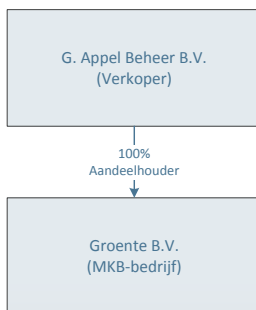 G. Appel Beheer B.V.
(Verkoper)
100%
Aandeelhouder
Groente B.V.
(MKB-bedrijf)